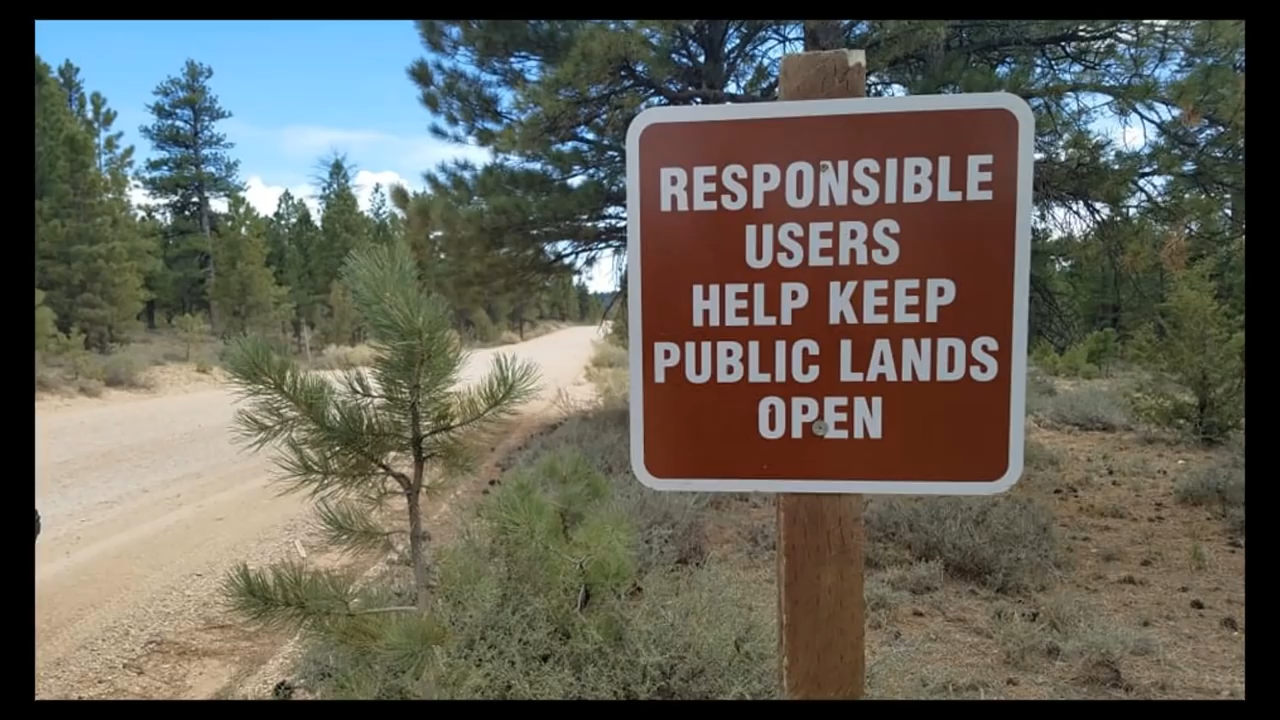 RESPONSIBLE
USERS
HELP KEEP
PUBLIC LANDS
OPEN